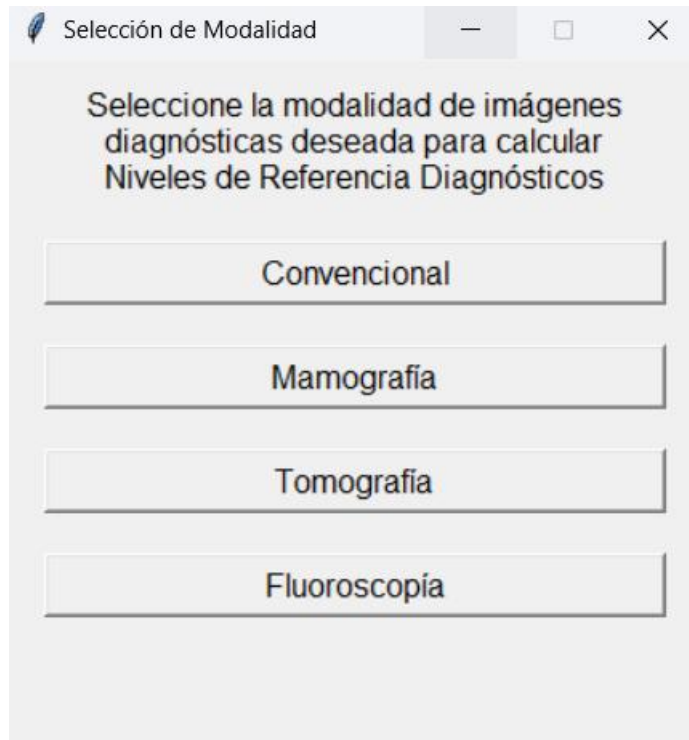 Selección de Modalidad
Seleccione la modalidad de imágenes
diagnósticas deseada para calcular
Niveles de Referencia Diagnósticos
Convencional
Mamografía
Tomografía
Fluoroscopía